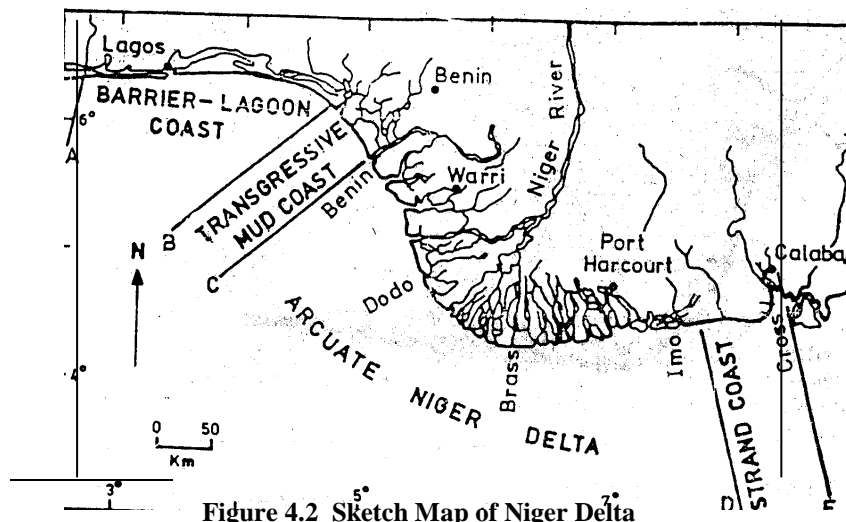 Lagos
Benin
BARRIER-LAGOON
COAST
6°
A
TRANSGRESSIVE
MUD COAST
Benin
Warri
Niger River
B
C
N
Port
Harcourt
Calaba
Dodo
ARCUATE NIGER DELTA
Brass
Imo
Cross
4°
STRAND COAST
0 50
Km
3°
5°
7°
D
E
Figure 4.2 Sketch Map of Niger Delta